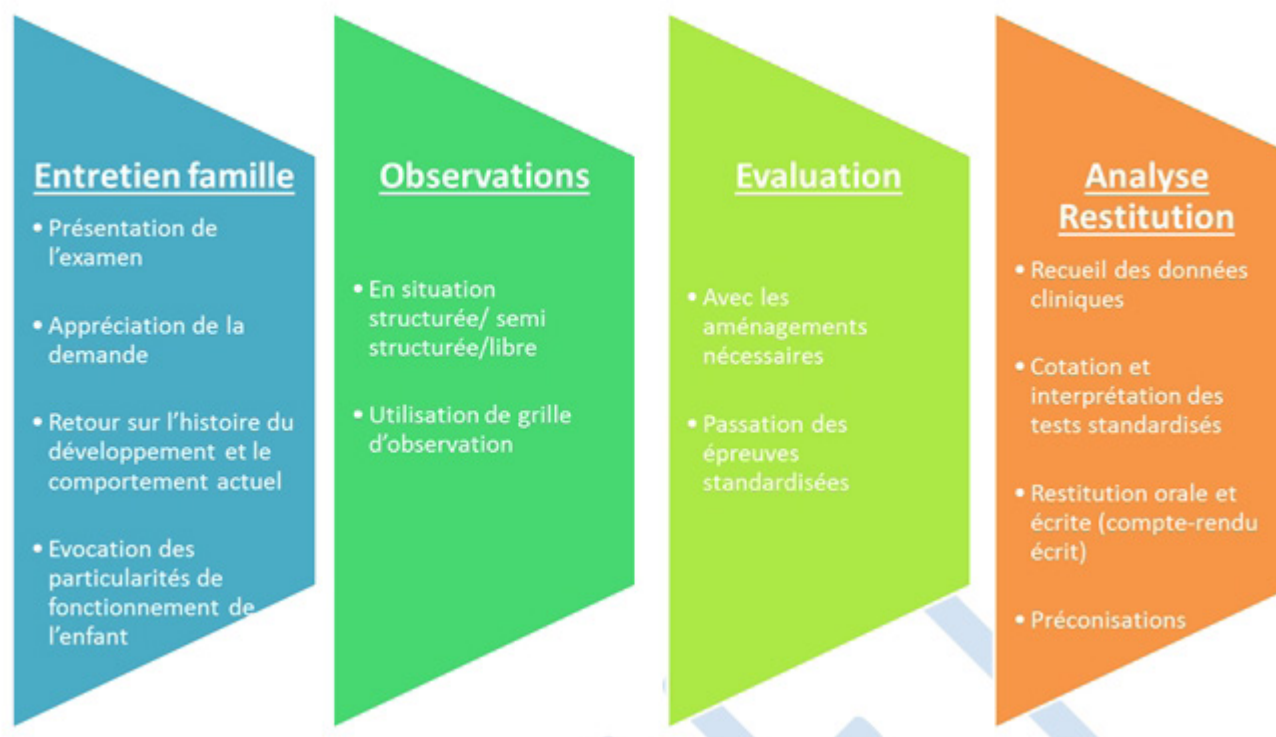 Entretien famille
• Présentation de
l'examen
• Appréciation de la
demande
• Retour sur l'histoire du
développement et le
comportement actuel
• Evocation des
particularités de
fonctionnement de
l'enfant
Observations
• En situation
structurée/ semi
structurée/libre
• Utilisation de grille
d'observation
Evaluation
• Avec les
aménagements
nécessaires
• Passation des
épreuves
standardisées
Analyse
Restitution
• Recueil des données
cliniques
• Cotation et
interprétation des
tests standardisés
• Restitution orale et
écrite (compte-rendu
écrit)
• Préconisations